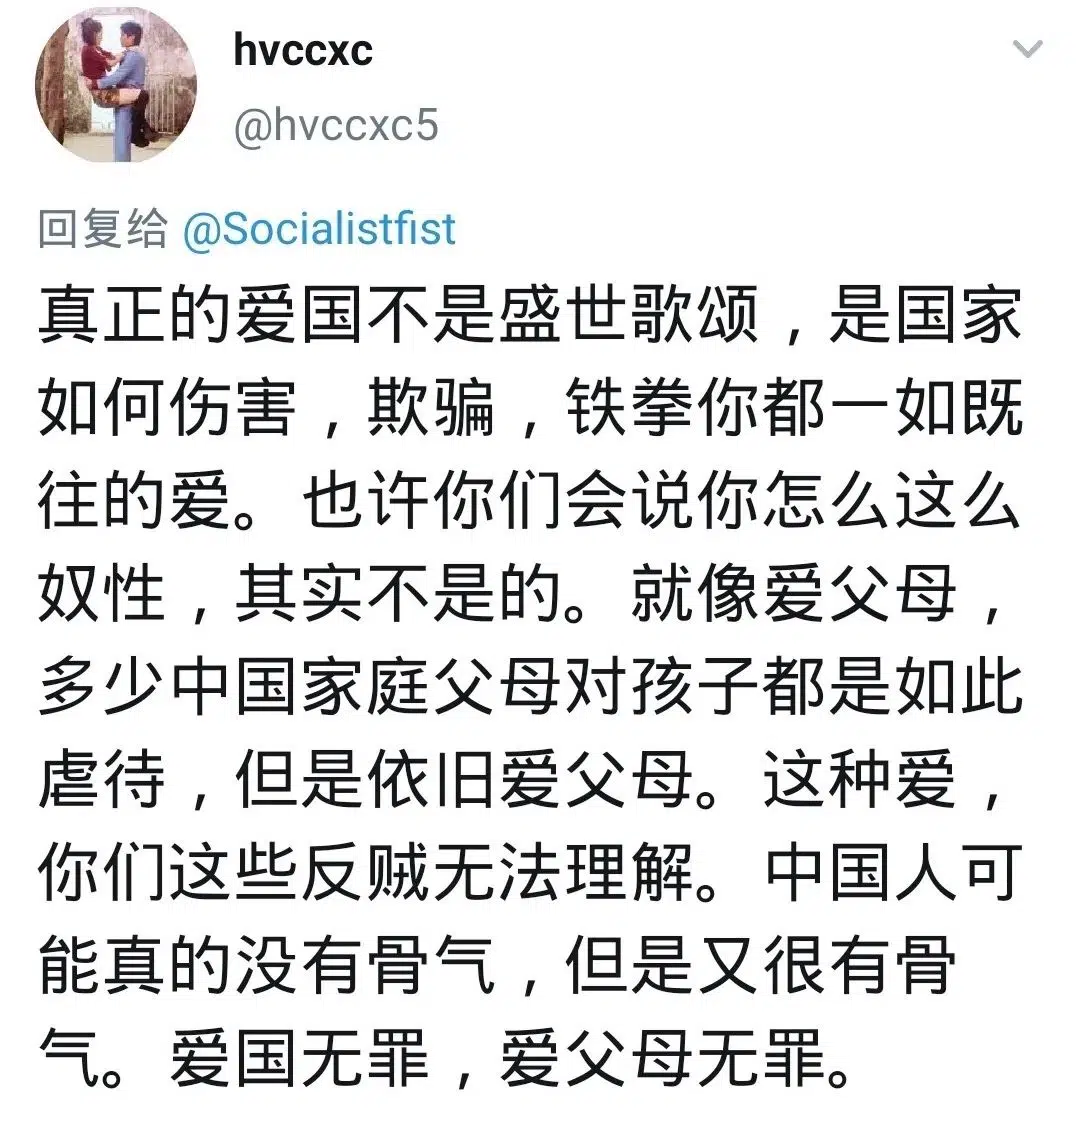 hvccxc
@hvccxc5
回复给 @Socialistfist
真正的爱国不是盛世歌颂，是国家
如何伤害，欺骗，铁拳你都一如既
往的爱。也许你们会说你怎么这么
奴性，其实不是的。就像爱父母，
多少中国家庭父母对孩子都是如此
虐待，但是依旧爱父母。这种爱，
你们这些反贼无法理解。中国人可
能真的没有骨气，但是又很有骨
气。爱国无罪，爱父母无罪。